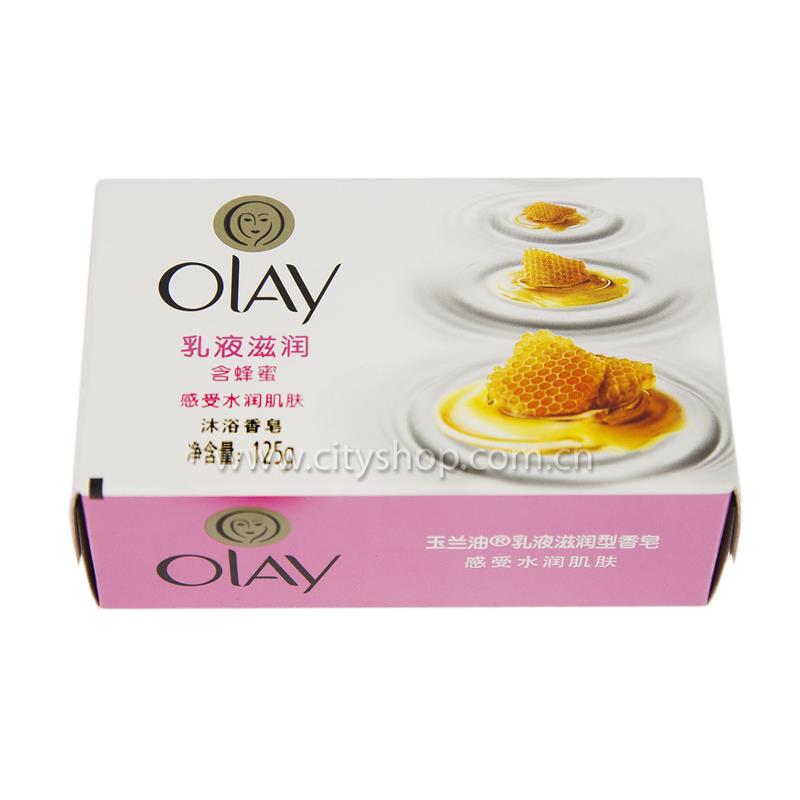 OLAY
乳液滋润
含蜂蜜
感受水润肌肤
沐浴香皂
净含量：125g
www.cityshop.com.cn
OLAY
玉兰油®乳液滋润型香皂
感受水润肌肤